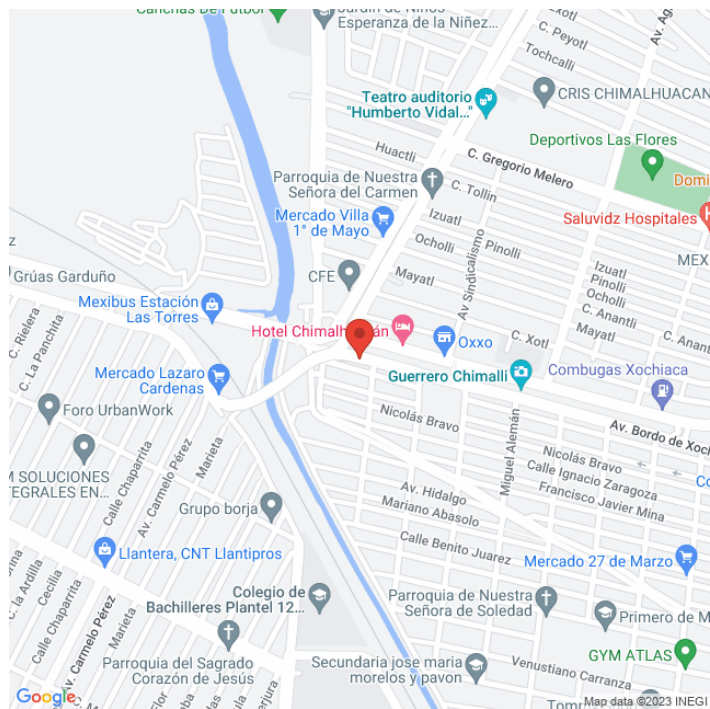 Canchas De Futbol
Jardín de Niños
Esperanza de la Niñez...
Exotl
C. Peyotl
Tochcalli
Av. Ag
CRIS CHIMALHUACAN
Teatro auditorio
"Humberto Vidal..."
Deportivos Las Flores
Huactli
C. Gregorio Melero
Parroquia de Nuestra
Señora del Carmen
C. Tollin
Domi
Saluvidz Hospitales
Mercado Villa
1° de Mayo
Izuatl
Ocholli
Pinolli
Av Sindicalismo
MEX
z
Grúas Garduño
CFE
Mayatl
Izuatl
Pinolli
Ocholli
C. Anantli
Mayatl
C. Anant
Mexibus Estación
Las Torres
Hotel Chimalhuacán
Oxxo
C. Xotl
C. Rielera
C. La Panchita
Mercado Lazaro
Cardenas
Guerrero Chimalli
Combugas Xochiaca
Foro UrbanWork
Nicolás Bravo
Av. Bordo de Xoch
M SOLUCIONES
TEGRALES EN...
Calle Chaparrita
Av. Carmelo Pérez
Marieta
Miguel Alemán
Nicolás Bravo
Calle Ignacio Zaragoza
Francisco Javier Mina
Co
Grupo borja
Av. Hidalgo
Mariano Abasolo
Calle Benito Juarez
Llantera, CNT Llantipros
Mercado 27 de Marzo
C. la Ardilla
Cecilia
Calle Chaparrita
Av. Carmelo Pérez
Marieta
Colegio de
Bachilleres Plantel 12...
Parroquia de Nuestra
Señora de Soledad
Primero de M
Parroquia del Sagrado
Corazón de Jesús
Secundaria jose maria
morelos y pavon
GYM ATLAS
Venustiano Carranza
Flor
Google
Map data ©2023 INEGI